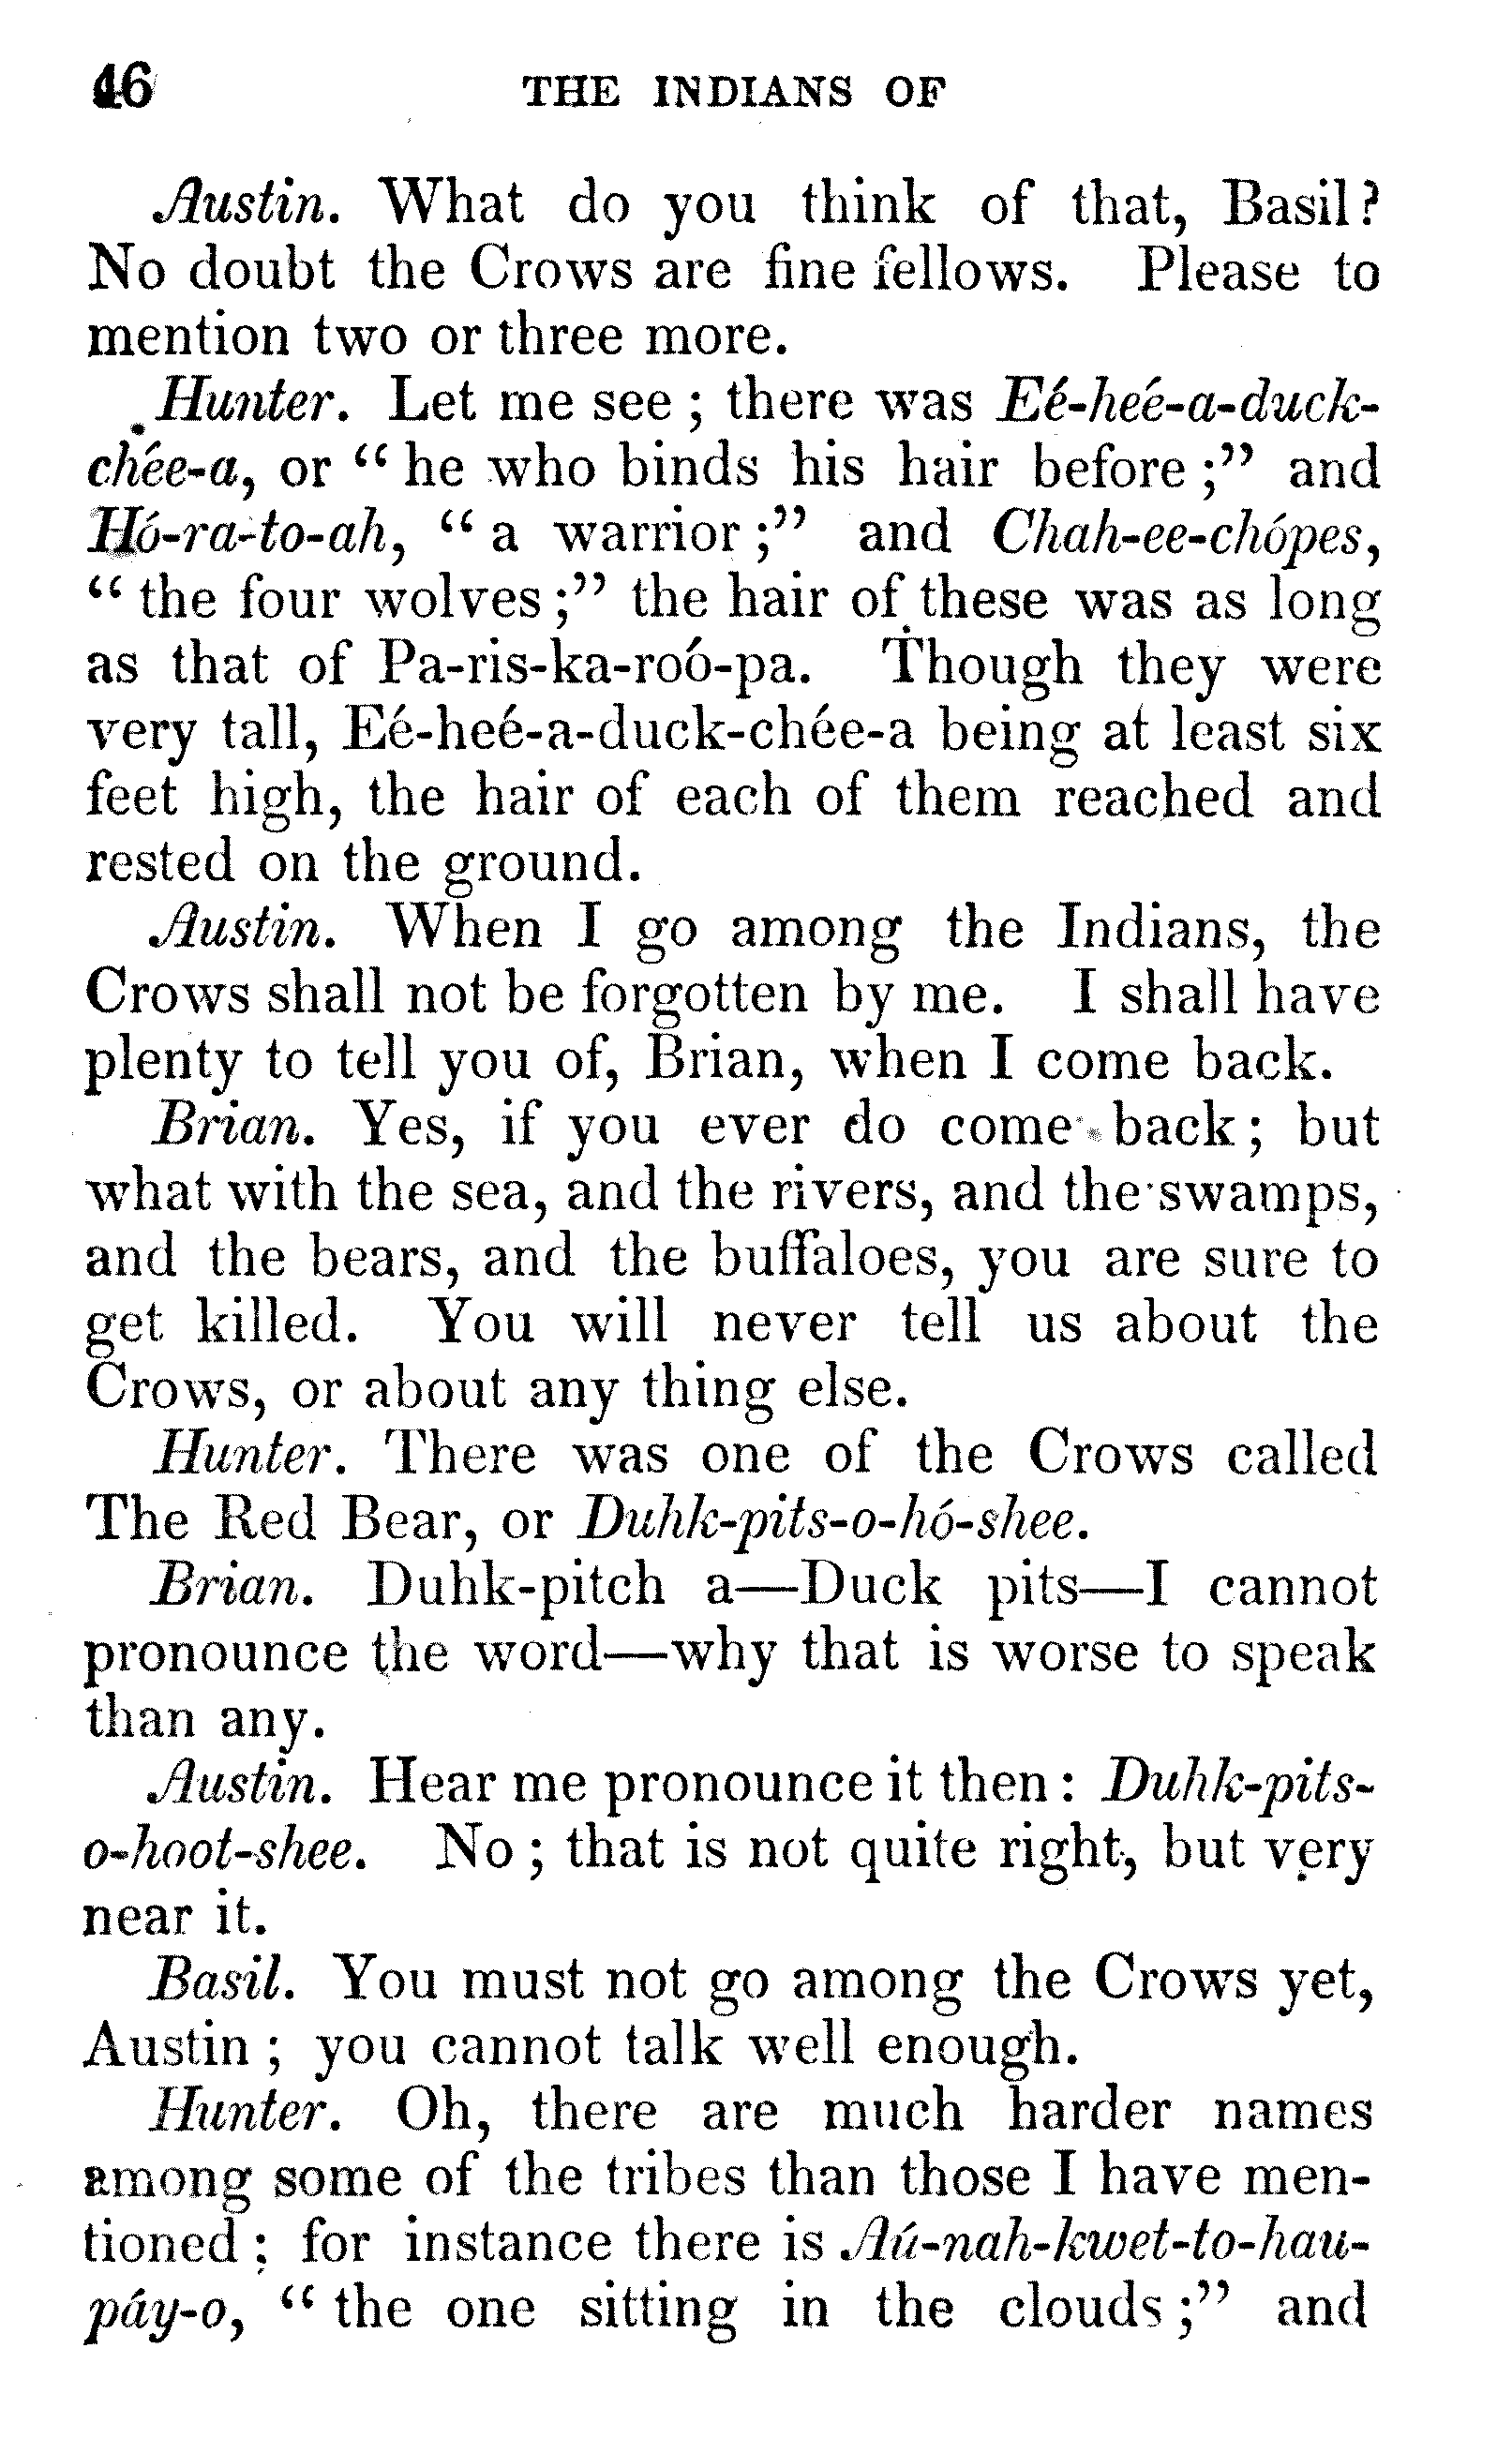 46 THE INDIANS OF
Austin. What do you think of that, Basil?
No doubt the Crows are fine fellows. Please to
mention two or three more.
Hunter. Let me see ; there was Eé-heé-a-duck-
chée-a, or “ he who binds his hair before ;” and
Hó-ra-to-ah, “ a warrior ;” and Chah-ee-chópes,
“ the four wolves ;” the hair of these was as long
as that of Pa-ris-ka-roó-pa. Though they were
very tall, Eé-heé-a-duck-chée-a being at least six
feet high, the hair of each of them reached and
rested on the ground.
Austin. When I go among the Indians, the
Crows shall not be forgotten by me. I shall have
plenty to tell you of, Brian, when I come back.
Brian. Yes, if you ever do come back ; but
what with the sea, and the rivers, and the swamps,
and the bears, and the buffaloes, you are sure to
get killed. You will never tell us about the
Crows, or about any thing else.
Hunter. There was one of the Crows called
The Red Bear, or Duhk-pits-o-hó-shee.
Brian. Duhk-pitch a—Duck pits—I cannot
pronounce the word—why that is worse to speak
than any.
Austin. Hear me pronounce it then : Duhk-pits-
o-hoot-shee. No ; that is not quite right, but very
near it.
Basil. You must not go among the Crows yet,
Austin ; you cannot talk well enough.
Hunter. Oh, there are much harder names
among some of the tribes than those I have men-
tioned ; for instance there is Aú-nah-kwet-to-hau-
páy-o, “ the one sitting in the clouds ;” and